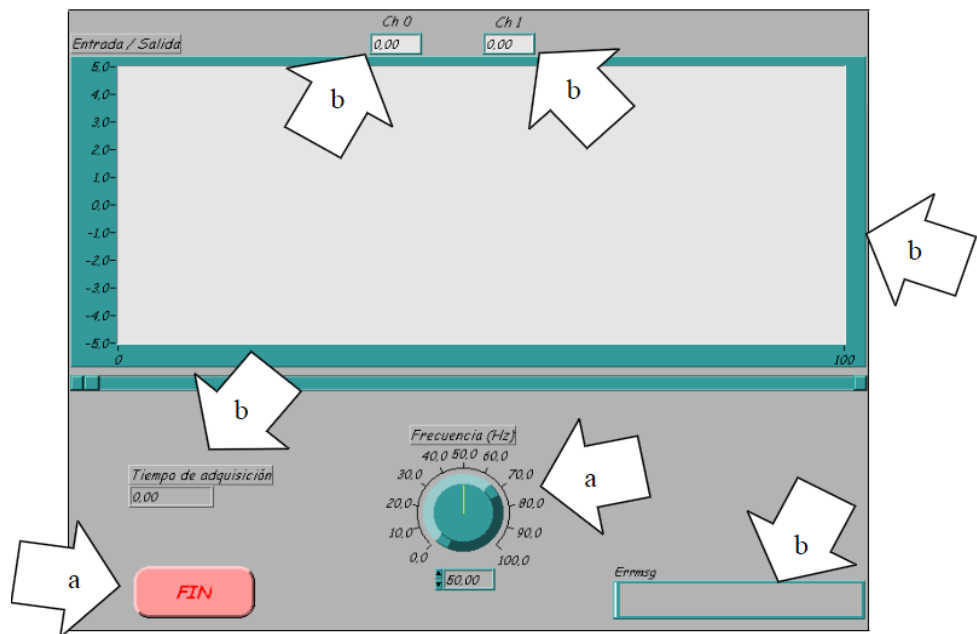 Ch 0 Ch 1
Entrada / Salida 0,00 0,00
b b
5,0
4,0
3,0
2,0
1,0
0,0
-1,0
b
-2,0
-3,0
-4,0
-5,0
0 100
b
Frecuencia (Hz)
40,0 50,0 60,0
30,0 70,0
Tiempo de adquisición
a
0,00
20,0 80,0
10,0 90,0
b
0,0 100,0
Errmsg
a
50,00
FIN